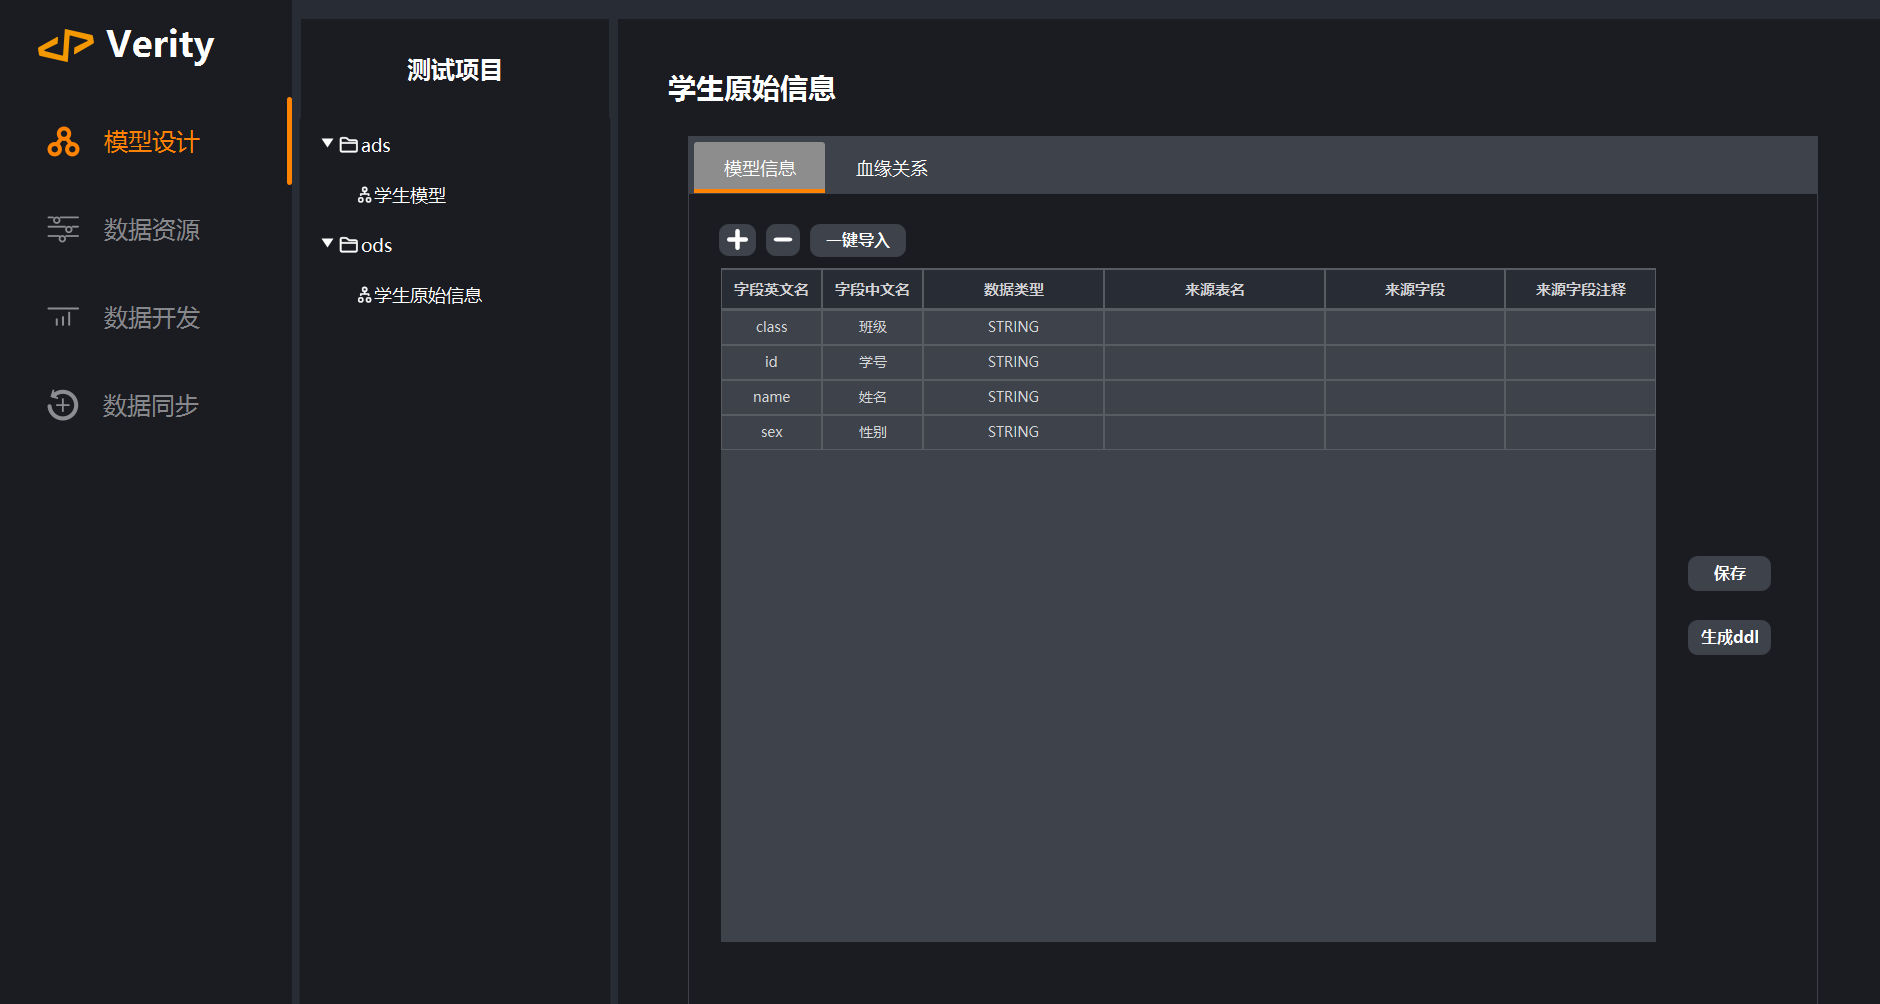 Verity
模型设计
数据资源
数据开发
数据同步
测试项目
ads
学生模型
ods
学生原始信息
学生原始信息
模型信息 血缘关系
一键导入
字段英文名 字段中文名 数据类型 来源表名 来源字段 来源字段注释
class 班级 STRING
id 学号 STRING
name 姓名 STRING
sex 性别 STRING
保存
生成ddl